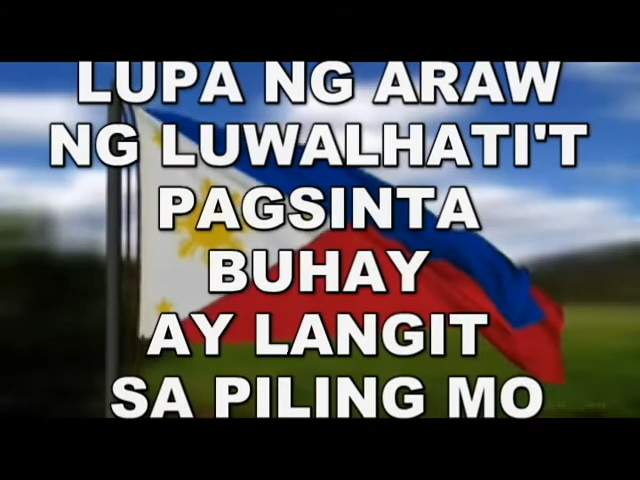 LUPA NG ARAW
NG LUWALHATI'T
PAGSINTA
BUHAY
AY LANGIT
SA PILING MO